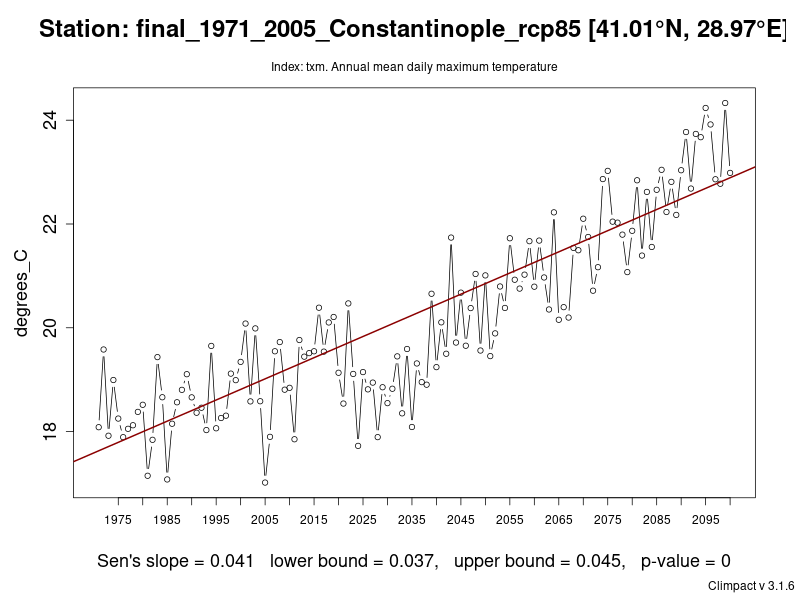 Station: final_1971_2005_Constantinople_rcp85 [41.01°N, 28.97°E]
Index: txm. Annual mean daily maximum temperature
degrees_C
24
22
20
18
1975 1985 1995 2005 2015 2025 2035 2045 2055 2065 2075 2085 2095
Sen's slope = 0.041 lower bound = 0.037, upper bound = 0.045, p-value = 0
Climpact v 3.1.6